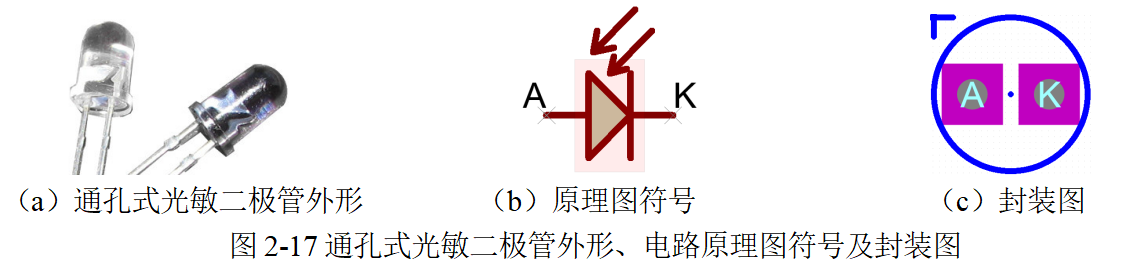 A
K
A
K
（a）通孔式光敏二极管外形
（b）原理图符号
（c）封装图
图 2-17 通孔式光敏二极管外形、电路原理图符号及封装图